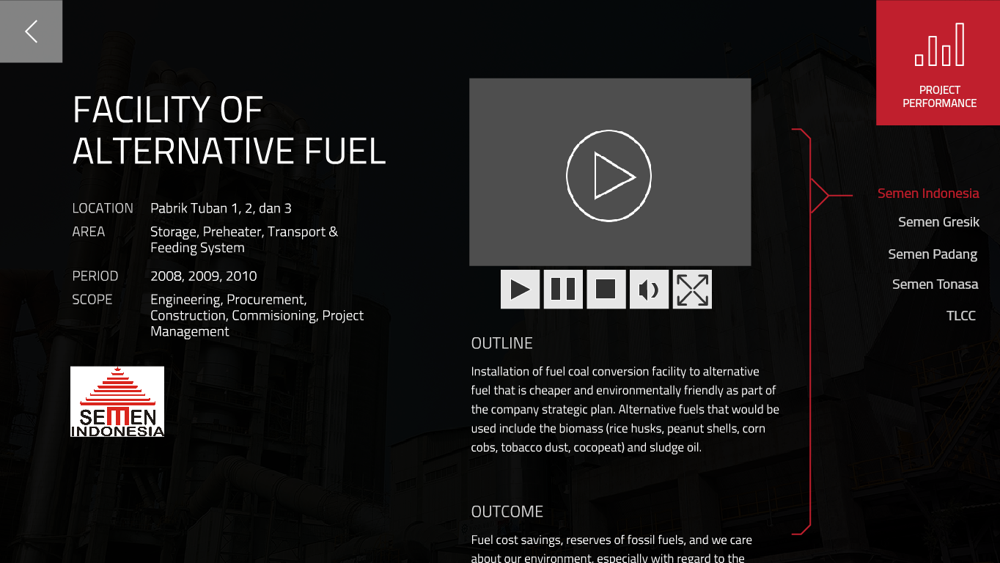 PROJECT
PERFORMANCE
FACILITY OF
ALTERNATIVE FUEL
LOCATION Pabrik Tuban 1, 2, dan 3
AREA Storage, Preheater, Transport &
Feeding System
PERIOD 2008, 2009, 2010
SCOPE Engineering, Procurement,
Construction, Commisioning, Project
Management
SEMEN
INDONESIA
OUTLINE
Installation of fuel coal conversion facility to alternative
fuel that is cheaper and environmentally friendly as part of
the company strategic plan. Alternative fuels that would be
used include the biomass (rice husks, peanut shells, corn
cobs, tobacco dust, cocopeat) and sludge oil.
OUTCOME
Fuel cost savings, reserves of fossil fuels, and we care
about our environment, especially with regard to the
Semen Indonesia
Semen Gresik
Semen Padang
Semen Tonasa
TLCC